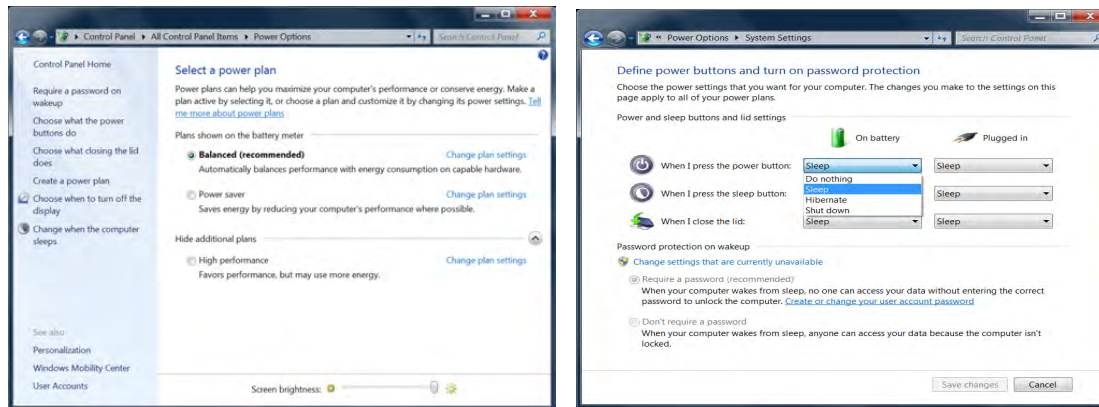 Control Panel ▸ All Control Panel Items ▸ Power Options
Search Control Panel
Control Panel Home
Require a password on
wakeup
Choose what the power
buttons do
Choose what closing the lid
does
Create a power plan
Choose when to turn off the
display
Change when the computer
sleeps
See also
Personalization
Windows Mobility Center
User Accounts
Select a power plan
Power plans can help you maximize your computer's performance or conserve energy. Make a
plan active by selecting it, or choose a plan and customize it by changing its power settings. Tell
me more about power plans
Plans shown on the battery meter
Balanced (recommended) Change plan settings
Automatically balances performance with energy consumption on capable hardware.
Power saver Change plan settings
Saves energy by reducing your computer's performance where possible.
Hide additional plans
High performance Change plan settings
Favors performance, but may use more energy.
Screen brightness:
« Power Options ▸ System Settings
Search Control Panel
Define power buttons and turn on password protection
Choose the power settings that you want for your computer. The changes you make to the settings on this
page apply to all of your power plans.
Power and sleep buttons and lid settings
On battery Plugged in
When I press the power button: Sleep Sleep
Do nothing
Sleep
Hibernate
Shut down
When I press the sleep button: Sleep
When I close the lid: Sleep Sleep
Password protection on wakeup
Change settings that are currently unavailable
Require a password (recommended)
When your computer wakes from sleep, no one can access your data without entering the correct
password to unlock the computer. Create or change your user account password
Don't require a password
When your computer wakes from sleep, anyone can access your data because the computer isn't
locked.
Save changes Cancel